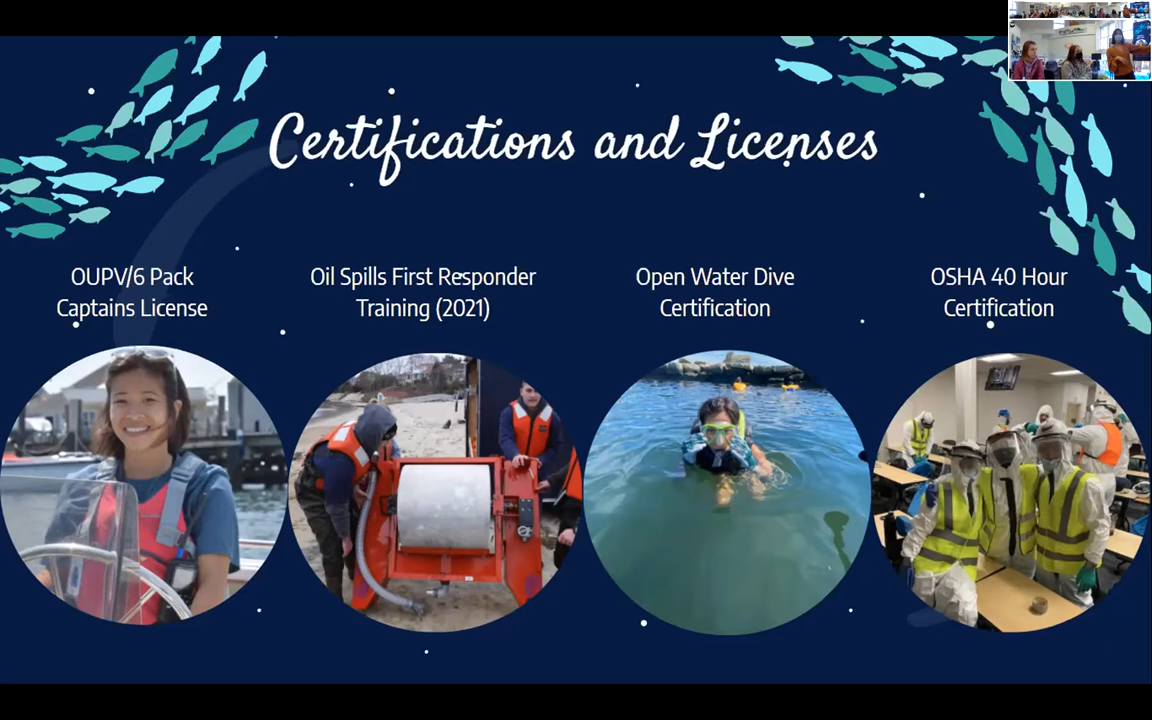 Certifications and Licenses
OUPV/6 Pack
Captains License
Oil Spills First Responder
Training (2021)
Open Water Dive
Certification
OSHA 40 Hour
Certification